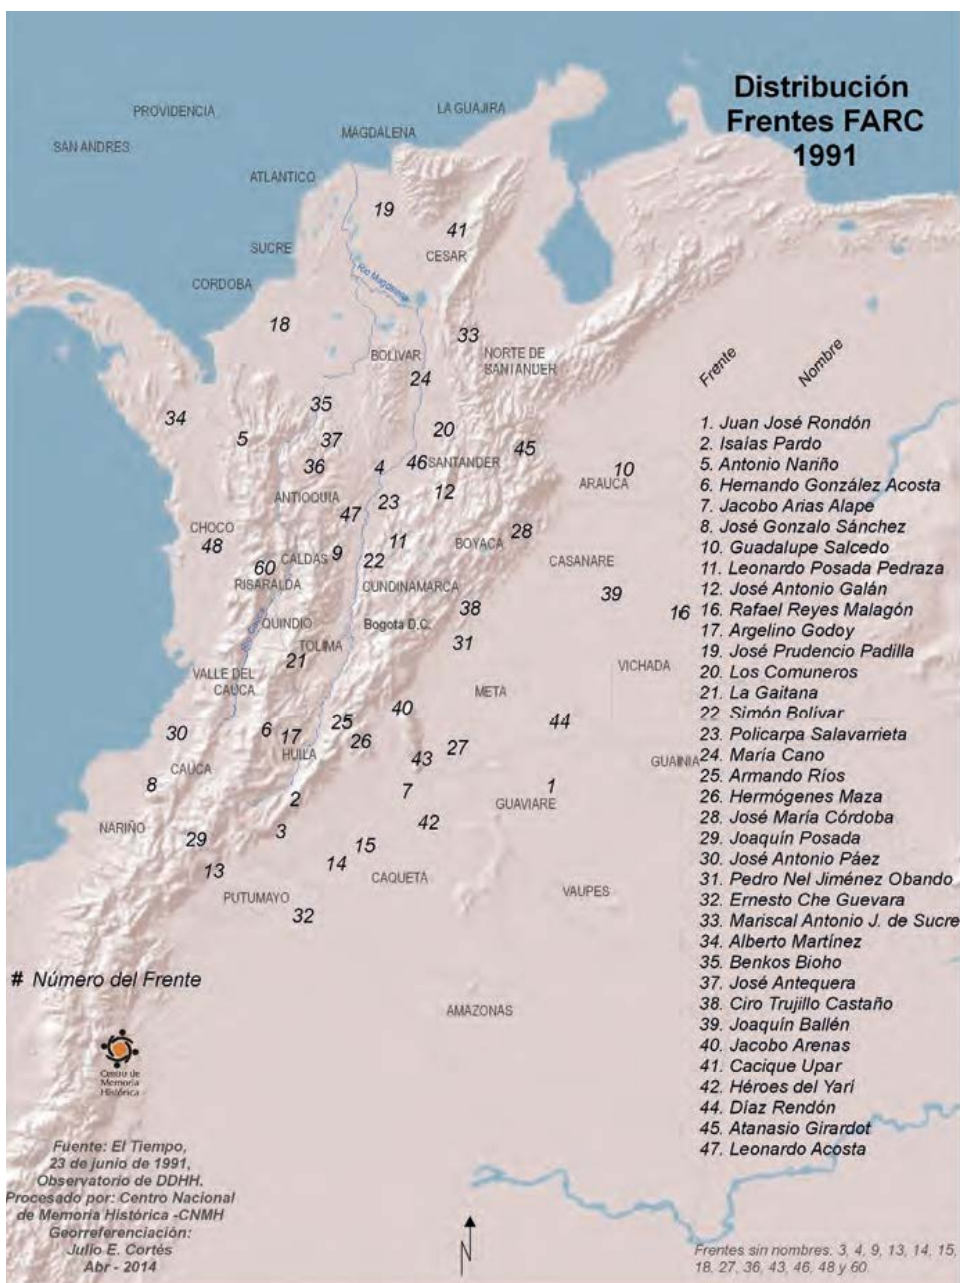 Distribución
Frentes FARC
1991
PROVIDENCIA
LA GUAJIRA
MAGDALENA
SAN ANDRES
ATLANTICO
19
41
SUCRE
CESAR
Rio Magdalena
CORDOBA
18
33
BOLIVAR
NORTE DE
SANTANDER
24
35
34
5
37
20
45
36
4
46
SANTANDER
10
ARAUCA
ANTIOQUIA
23
12
47
CHOCO
48
11
BOYACA
28
CALDAS
9
22
CASANARE
60
RISARALDA
CUNDINAMARCA
39
38
16
QUINDIO
Bogotá D.C.
TOLIMA
31
21
VALLE DEL
CAUCA
VICHADA
META
40
30
6
17
25
44
HUILA
26
27
43
GUAINIA
CAUCA
8
2
7
1
GUAVIARE
NARIÑO
3
42
29
15
13
14
CAQUETA
PUTUMAYO
VAUPES
32
AMAZONAS
Frente
Nombre
1. Juan José Rondón
2. Isaías Pardo
5. Antonio Nariño
6. Hernando González Acosta
7. Jacobo Arias Alape
8. José Gonzalo Sánchez
10. Guadalupe Salcedo
11. Leonardo Posada Pedraza
12. José Antonio Galán
16. Rafael Reyes Malagón
17. Argelino Godoy
19. José Prudencio Padilla
20. Los Comuneros
21. La Gaitana
22 Simón Bolívar
23. Policarpa Salavarrieta
24. María Cano
25. Armando Ríos
26. Hermógenes Maza
28. José María Córdoba
29. Joaquín Posada
30. José Antonio Páez
31. Pedro Nel Jiménez Obando
32. Ernesto Che Guevara
33. Mariscal Antonio J. de Sucre
34. Alberto Martínez
35. Benkos Bioho
37. José Antequera
38. Ciro Trujillo Castaño
39. Joaquín Ballén
40. Jacobo Arenas
41. Cacique Upar
42. Héroes del Yarí
44. Díaz Rendón
45. Atanasio Girardot
47. Leonardo Acosta
# Número del Frente
Centro de
Memoria
Histórica
Fuente: El Tiempo,
23 de junio de 1991,
Observatorio de DDHH.
Procesado por: Centro Nacional
de Memoria Histórica -CNMH
Georreferenciación:
Julio E. Cortés
Abr - 2014
N
Frentes sin nombres. 3, 4, 9, 13, 14, 15,
18, 27, 36, 43, 46, 48 y 60.